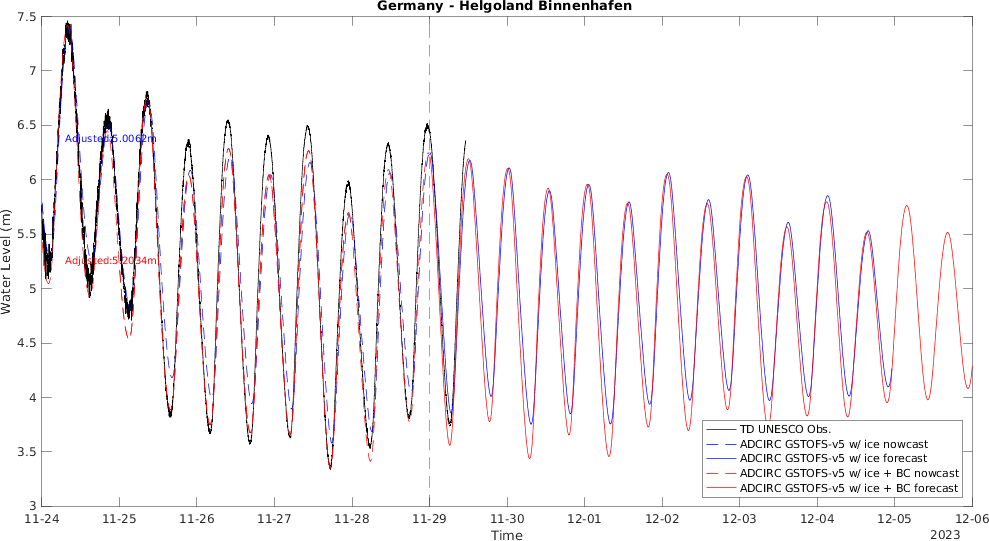 Germany - Helgoland Binnenhafen
7.5
7
6.5
6
5.5
5
4.5
4
3.5
3
Water Level (m)
Adjusted:5.0062m
Adjusted:5.2034m
TD UNESCO Obs.
ADCIRC GSTOFS-v5 w/ ice nowcast
ADCIRC GSTOFS-v5 w/ ice forecast
ADCIRC GSTOFS-v5 w/ ice + BC nowcast
ADCIRC GSTOFS-v5 w/ ice + BC forecast
11-24 11-25 11-26 11-27 11-28 11-29 11-30 12-01 12-02 12-03 12-04 12-05 12-06
Time
2023